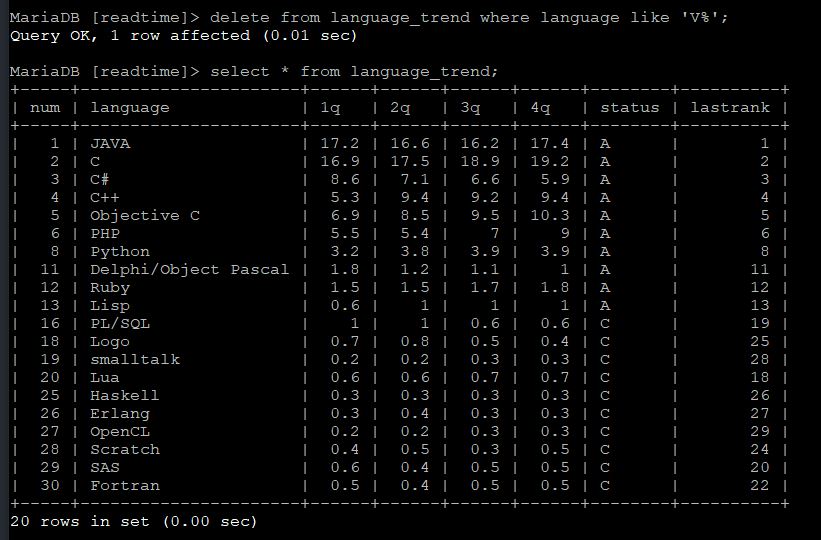 MariaDB [readtime]> delete from language_trend where language like 'V%';
Query OK, 1 row affected (0.01 sec)

MariaDB [readtime]> select * from language_trend;
+-----+-----------------------+------+------+------+------+--------+----------+
| num | language              | 1q   | 2q   | 3q   | 4q   | status | lastrank |
+-----+-----------------------+------+------+------+------+--------+----------+
|   1 | JAVA                  | 17.2 | 16.6 | 16.2 | 17.4 | A      |        1 |
|   2 | C                     | 16.9 | 17.5 | 18.9 | 19.2 | A      |        2 |
|   3 | C#                    |  8.6 |  7.1 |  6.6 |  5.9 | A      |        3 |
|   4 | C++                   |  5.3 |  9.4 |  9.2 |  9.4 | A      |        4 |
|   5 | Objective C           |  6.9 |  8.5 |  9.5 | 10.3 | A      |        5 |
|   6 | PHP                   |  5.5 |  5.4 |    7 |    9 | A      |        6 |
|   8 | Python                |  3.2 |  3.8 |  3.9 |  3.9 | A      |        8 |
|  11 | Delphi/Object Pascal |  1.8 |  1.2 |  1.1 |    1 | A      |       11 |
|  12 | Ruby                  |  1.5 |  1.5 |  1.7 |  1.8 | A      |       12 |
|  13 | Lisp                  |  0.6 |    1 |    1 |    1 | A      |       13 |
|  16 | PL/SQL                |    1 |    1 |  0.6 |  0.6 | C      |       19 |
|  18 | Logo                  |  0.7 |  0.8 |  0.5 |  0.4 | C      |       25 |
|  19 | smalltalk             |  0.2 |  0.2 |  0.3 |  0.3 | C      |       28 |
|  20 | Lua                   |  0.6 |  0.6 |  0.7 |  0.7 | C      |       18 |
|  25 | Haskell               |  0.3 |  0.3 |  0.3 |  0.3 | C      |       26 |
|  26 | Erlang                |  0.3 |  0.4 |  0.3 |  0.3 | C      |       27 |
|  27 | OpenCL                |  0.2 |  0.2 |  0.3 |  0.3 | C      |       29 |
|  28 | Scratch               |  0.4 |  0.5 |  0.3 |  0.5 | C      |       24 |
|  29 | SAS                   |  0.6 |  0.4 |  0.5 |  0.5 | C      |       20 |
|  30 | Fortran               |  0.5 |  0.4 |  0.5 |  0.5 | C      |       22 |
+-----+-----------------------+------+------+------+------+--------+----------+
20 rows in set (0.00 sec)